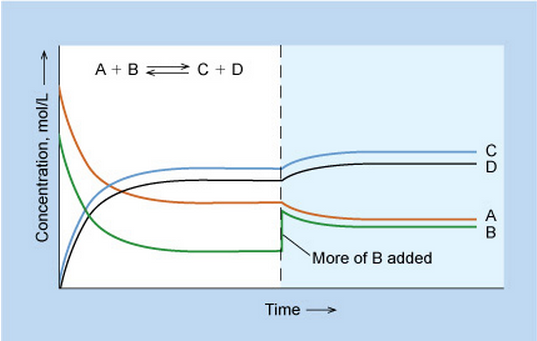 A + B ⇌ C + D
Concentration, mol/L →
C
D
A
B
More of B added
Time →